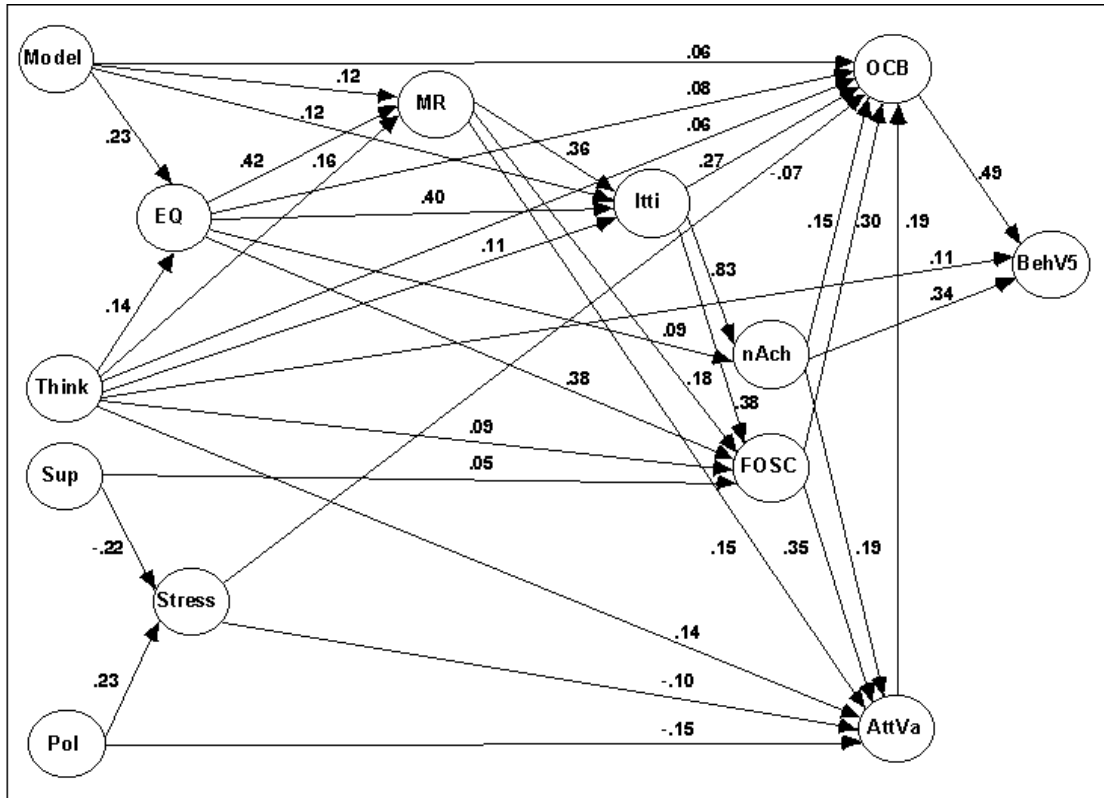 Model
.06
OCB
.12
MR
.08
.12
.06
.23
.42
.16
.36
.27
-.07
.49
EQ
.40
Itti
.15
.30
.19
.11
.83
.11
BehV5
.14
.09
nAch
.34
Think
.38
.18
.38
.09
FOSC
Sup
.05
-.22
.15
.35
.19
Stress
.14
.23
-.10
Pol
-.15
AttVa